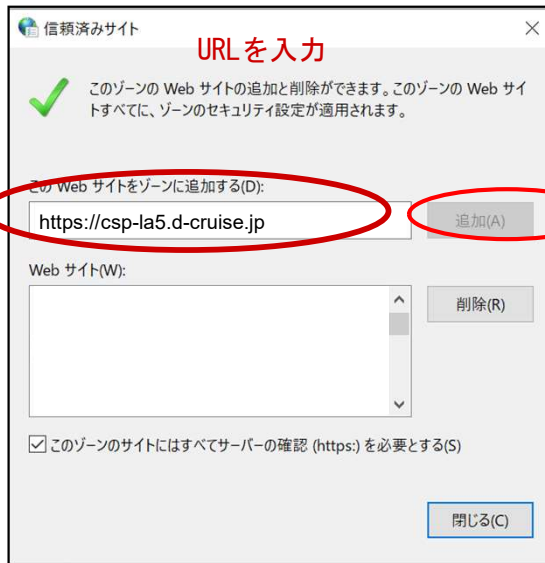 信頼済みサイト
URLを入力
このゾーンの Web サイトの追加と削除ができます。このゾーンの Web サイ
トすべてに、ゾーンのセキュリティ設定が適用されます。
この Web サイトをゾーンに追加する(D):
https://csp-la5.d-cruise.jp
追加(A)
Web サイト(W):
削除(R)
このゾーンのサイトにはすべてサーバーの確認 (https:) を必要とする(S)
閉じる(C)